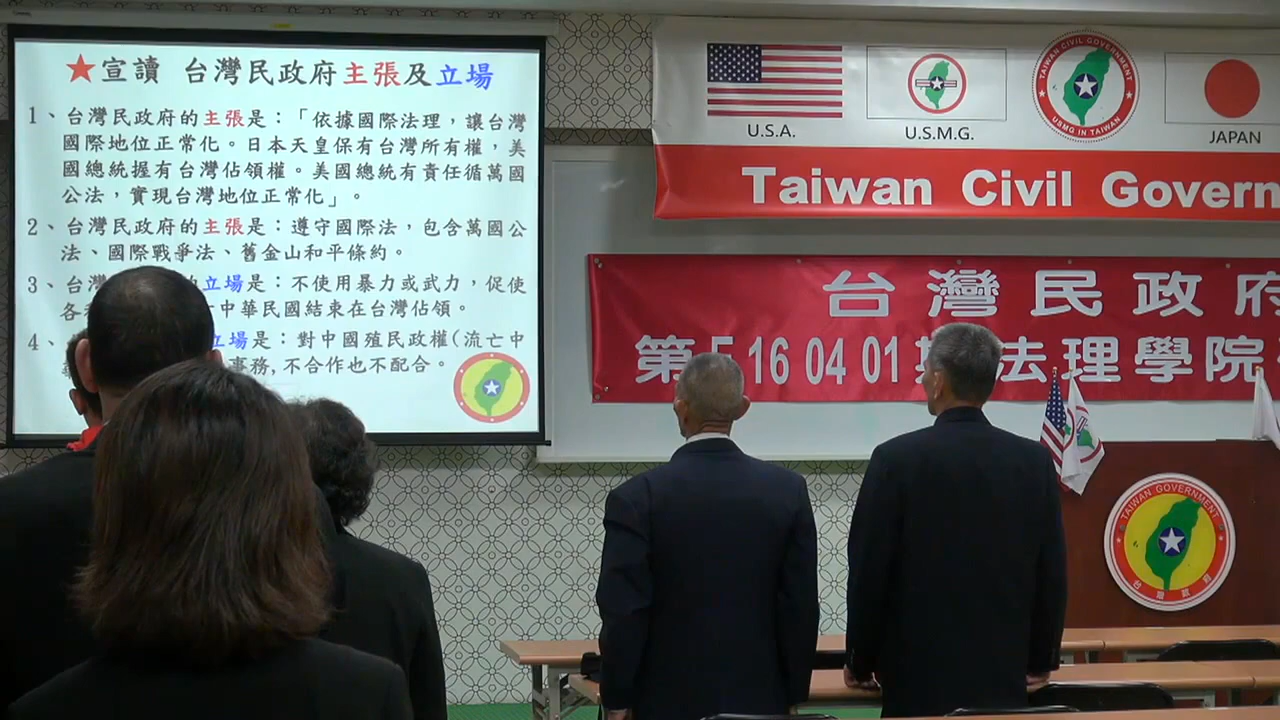 ★宣讀 台灣民政府主張及立場
1、台灣民政府的主張是：「依據國際法理，讓台灣
國際地位正常化。日本天皇保有台灣所有權，美
國總統握有台灣佔領權。美國總統有責任循萬國
公法，實現台灣地位正常化」。
2、台灣民政府的主張是：遵守國際法，包含萬國公
法、國際戰爭法、舊金山和平條約。
3、台灣 立場是：不使用暴力或武力，促使
各 中華民國結束在台灣佔領。
4、 立場是：對中國殖民政權(流亡中
事務,不合作也不配合。
U.S.A.
U.S.M.G.
TAIWAN CIVIL GOVERNMENT
USMG IN TAIWAN
JAPAN
Taiwan Civil Govern
台灣民政府
第 16 04 01 法理學院
TAIWAN GOVERNMENT
台灣政府